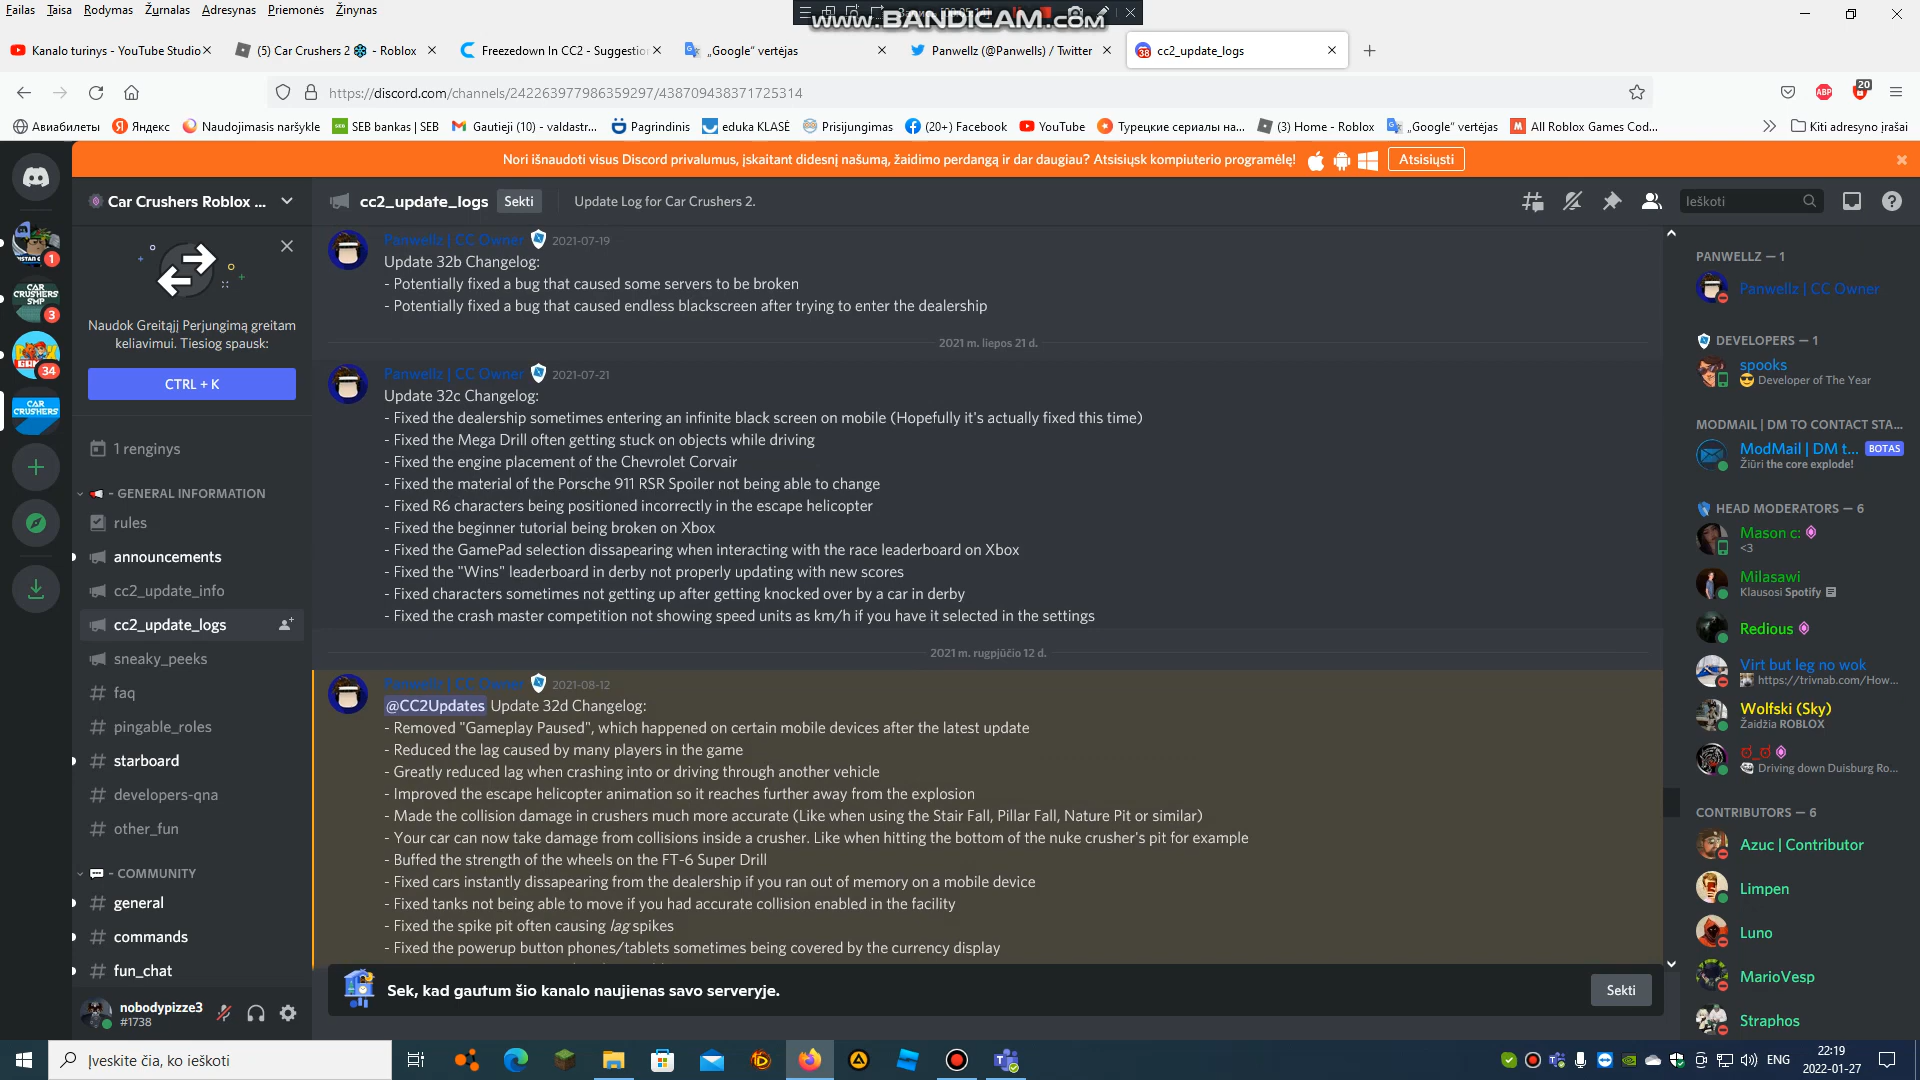 Failas Taisa Rodymas Žurnalas Adresynas Priemonės Žinynas
www.BANDICAM.com
Kanalo turinys - YouTube Studio
(5) Car Crushers 2 - Roblox
Freezedown In CC2 - Suggestio
„Google“ vertėjas
Panwellz (@Panwells) / Twitter
cc2_update_logs
https://discord.com/channels/242263977986359297/438709438371725314
20
Авиабилеты
Яндекс
Naudojimasis naršykle
SEB bankas | SEB
Gautieji (10) - valdastr...
Pagrindinis
eduka KLASĖ
Prisijungimas
(20+) Facebook
YouTube
Турецкие сериалы на...
(3) Home - Roblox
„Google“ vertėjas
All Roblox Games Cod...
Kiti adresyno įrašai
Nori išnaudoti visus Discord privalumus, įskaitant didesnį našumą, žaidimo perdangą ir dar daugiau? Atsisiųsk kompiuterio programėlę!
Atsisiųsti
Car Crushers Roblox ...
cc2_update_logs
Sekti
Update Log for Car Crushers 2.
Ieškoti
1
3
34
CAR CRUSHERS
Naudok Greitąjį Perjungimą greitam
keliavimui. Tiesiog spausk:
CTRL + K
1 renginys
- GENERAL INFORMATION
rules
announcements
cc2_update_info
cc2_update_logs
sneaky_peeks
faq
pingable_roles
starboard
developers-qna
other_fun
- COMMUNITY
general
commands
fun_chat
nobodypizze3
#1738
Panwellz | CC Owner 2021-07-19
Update 32b Changelog:
- Potentially fixed a bug that caused some servers to be broken
- Potentially fixed a bug that caused endless blackscreen after trying to enter the dealership
2021 m. liepos 21 d.
Panwellz | CC Owner 2021-07-21
Update 32c Changelog:
- Fixed the dealership sometimes entering an infinite black screen on mobile (Hopefully it's actually fixed this time)
- Fixed the Mega Drill often getting stuck on objects while driving
- Fixed the engine placement of the Chevrolet Corvair
- Fixed the material of the Porsche 911 RSR Spoiler not being able to change
- Fixed R6 characters being positioned incorrectly in the escape helicopter
- Fixed the beginner tutorial being broken on Xbox
- Fixed the GamePad selection dissapearing when interacting with the race leaderboard on Xbox
- Fixed the "Wins" leaderboard in derby not properly updating with new scores
- Fixed characters sometimes not getting up after getting knocked over by a car in derby
- Fixed the crash master competition not showing speed units as km/h if you have it selected in the settings
2021 m. rugpjūčio 12 d.
Panwellz | CC Owner 2021-08-12
@CC2Updates Update 32d Changelog:
- Removed "Gameplay Paused", which happened on certain mobile devices after the latest update
- Reduced the lag caused by many players in the game
- Greatly reduced lag when crashing into or driving through another vehicle
- Improved the escape helicopter animation so it reaches further away from the explosion
- Made the collision damage in crushers much more accurate (Like when using the Stair Fall, Pillar Fall, Nature Pit or similar)
- Your car can now take damage from collisions inside a crusher. Like when hitting the bottom of the nuke crusher's pit for example
- Buffed the strength of the wheels on the FT-6 Super Drill
- Fixed cars instantly dissapearing from the dealership if you ran out of memory on a mobile device
- Fixed tanks not being able to move if you had accurate collision enabled in the facility
- Fixed the spike pit often causing lag spikes
- Fixed the powerup button phones/tablets sometimes being covered by the currency display
Sek, kad gautum šio kanalo naujienas savo serveryje.
Sekti
PANWELLZ — 1
Panwellz | CC Owner
DEVELOPERS — 1
spooks
Developer of The Year
MODMAIL | DM TO CONTACT STA...
ModMail | DM t... BOTAS
Žiūri the core explode!
HEAD MODERATORS — 6
Mason c:
<3
Milasawi
Klausosi Spotify
Redious
Virt but leg no wok
https://trivnab.com/How...
Wolfski (Sky)
Žaidžia ROBLOX
Driving down Duisburg Ro...
CONTRIBUTORS — 6
Azuc | Contributor
Limpen
Luno
MarioVesp
Straphos
Įveskite čia, ko ieškoti
ENG
22:19
2022-01-27